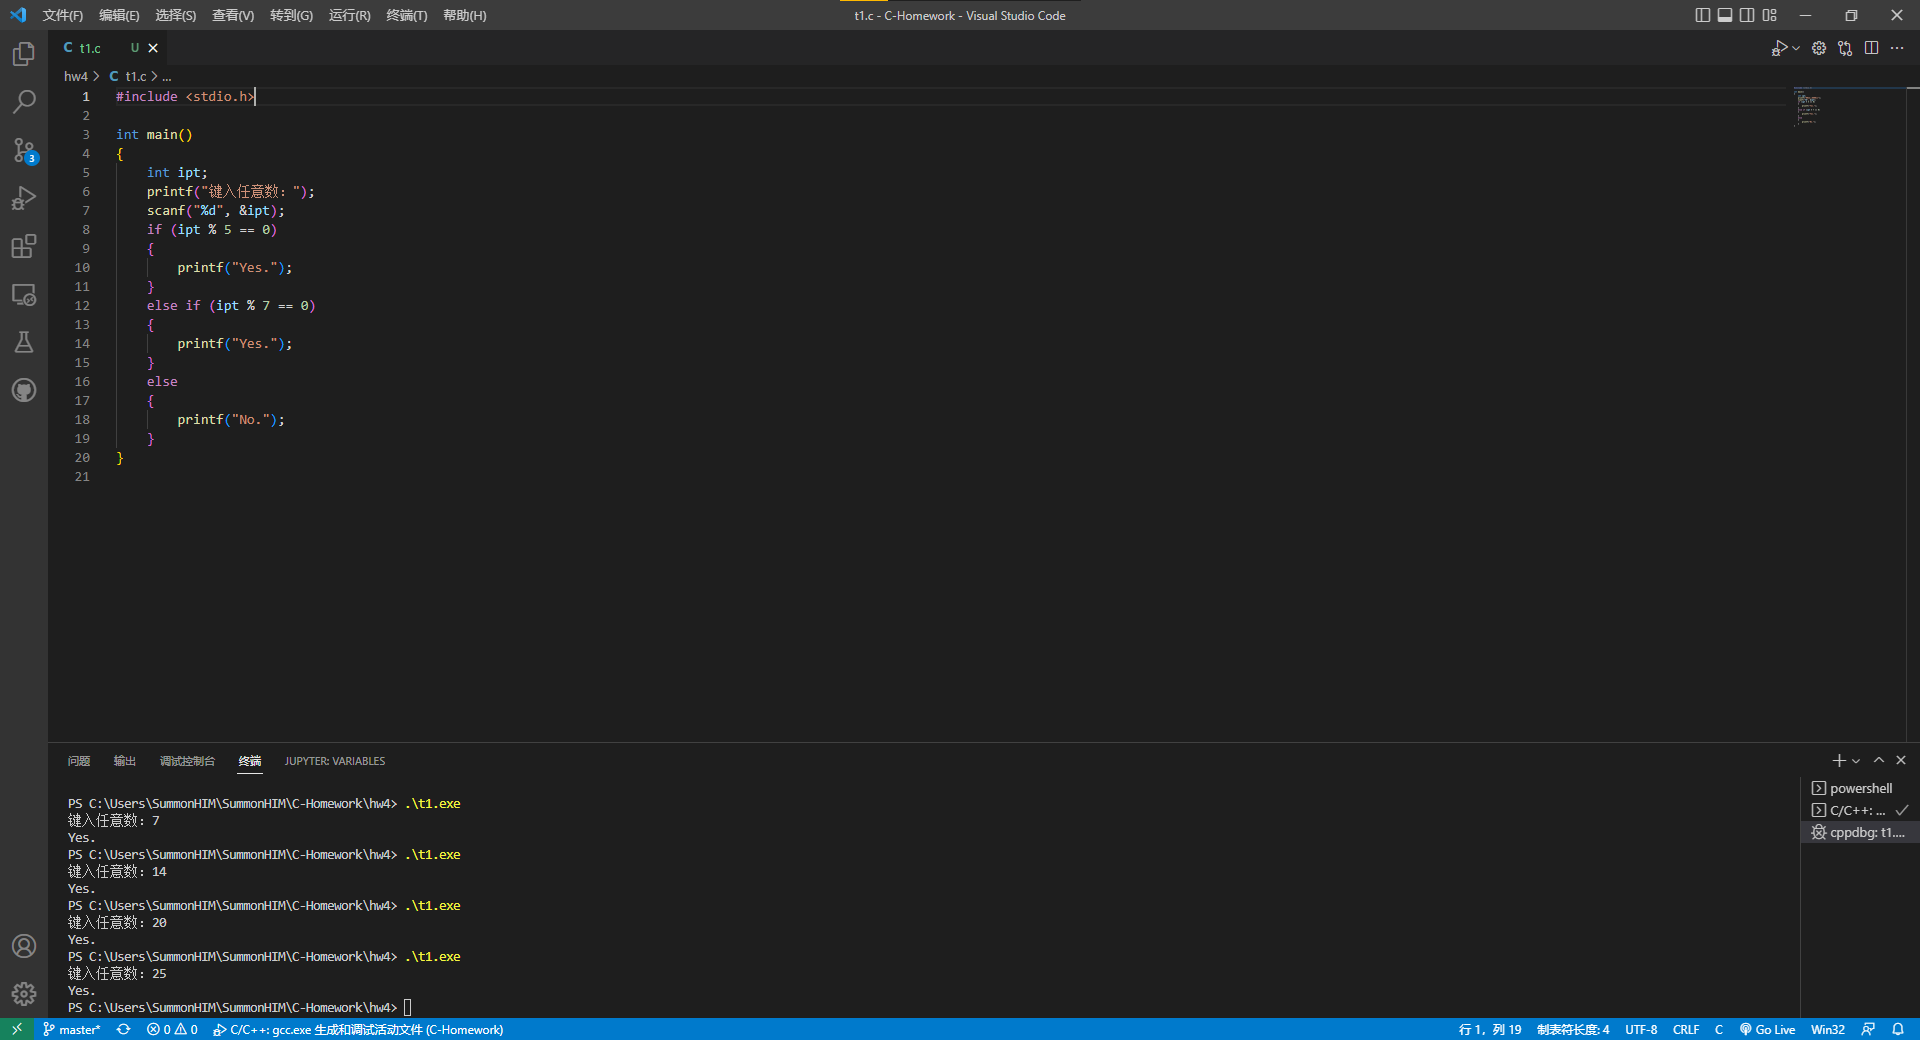 文件(F) 编辑(E) 选择(S) 查看(V) 转到(G) 运行(R) 终端(T) 帮助(H) t1.c - C-Homework - Visual Studio Code
C t1.c U
hw4 > C t1.c > ...
1 #include <stdio.h>
2
3 int main()
4 {
5 int ipt;
6 printf("键入任意数：");
7 scanf("%d", &ipt);
8 if (ipt % 5 == 0)
9 {
10 printf("Yes.");
11 }
12 else if (ipt % 7 == 0)
13 {
14 printf("Yes.");
15 }
16 else
17 {
18 printf("No.");
19 }
20 }
21
3
问题 输出 调试控制台 终端 JUPYTER: VARIABLES
powershell
C/C++: ...
cppdbg: t1....
PS C:\Users\SummonHIM\SummonHIM\C-Homework\hw4> .\t1.exe
键入任意数：7
Yes.
PS C:\Users\SummonHIM\SummonHIM\C-Homework\hw4> .\t1.exe
键入任意数：14
Yes.
PS C:\Users\SummonHIM\SummonHIM\C-Homework\hw4> .\t1.exe
键入任意数：20
Yes.
PS C:\Users\SummonHIM\SummonHIM\C-Homework\hw4> .\t1.exe
键入任意数：25
Yes.
PS C:\Users\SummonHIM\SummonHIM\C-Homework\hw4>
master* 0 0 C/C++: gcc.exe 生成和调试活动文件 (C-Homework) 行 1，列 19 制表符长度: 4 UTF-8 CRLF C Go Live Win32